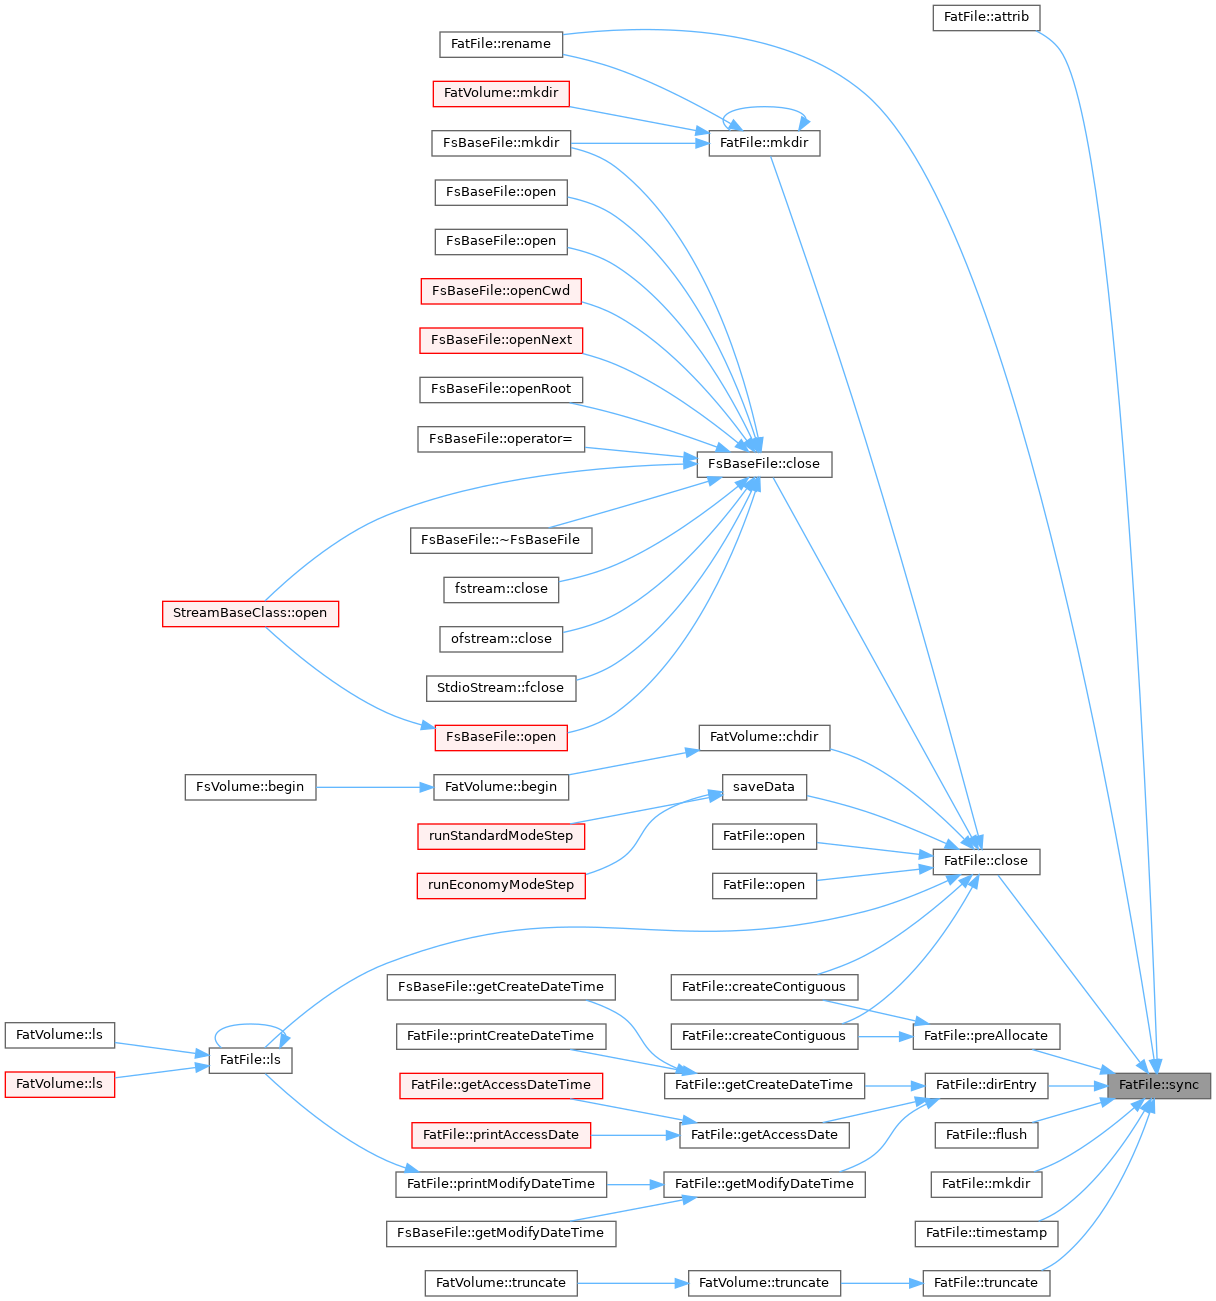 FatFile::attrib
FatFile::rename
FatVolume::mkdir
FsBaseFile::mkdir
FatFile::mkdir
FsBaseFile::open
FsBaseFile::open
FsBaseFile::openCwd
FsBaseFile::openNext
FsBaseFile::openRoot
FsBaseFile::operator=
FsBaseFile::close
FsBaseFile::~FsBaseFile
fstream::close
StreamBaseClass::open
ofstream::close
StdioStream::fclose
FsBaseFile::open
FatVolume::chdir
FsVolume::begin
FatVolume::begin
saveData
runStandardModeStep
FatFile::open
FatFile::close
runEconomyModeStep
FatFile::open
FsBaseFile::getCreateDateTime
FatFile::createContiguous
FatVolume::ls
FatFile::printCreateDateTime
FatFile::createContiguous
FatFile::preAllocate
FatFile::ls
FatVolume::ls
FatFile::getAccessDateTime
FatFile::getCreateDateTime
FatFile::dirEntry
FatFile::sync
FatFile::printAccessDate
FatFile::getAccessDate
FatFile::flush
FatFile::printModifyDateTime
FatFile::getModifyDateTime
FatFile::mkdir
FsBaseFile::getModifyDateTime
FatFile::timestamp
FatVolume::truncate
FatVolume::truncate
FatFile::truncate